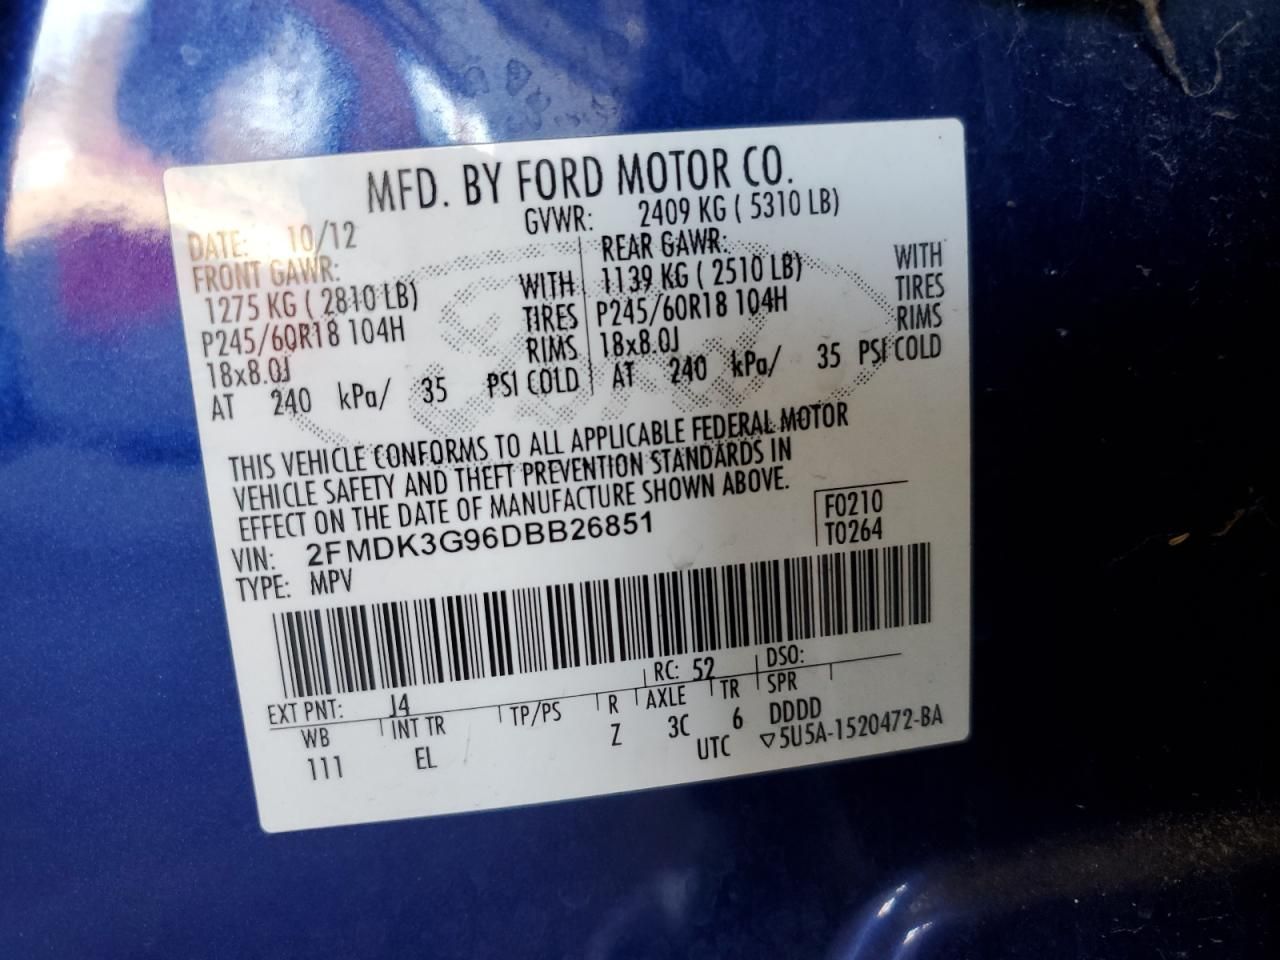 MFD. BY FORD MOTOR CO.
DATE: 10/12 GVWR: 2409 KG ( 5310 LB)
FRONT GAWR: REAR GAWR:
1275 KG ( 2810 LB) WITH 1139 KG ( 2510 LB) WITH
P245/60R18 104H TIRES P245/60R18 104H TIRES
18x8.0J RIMS 18x8.0J RIMS
AT 240 kPa/ 35 PSI COLD AT 240 kPa/ 35 PSI COLD
THIS VEHICLE CONFORMS TO ALL APPLICABLE FEDERAL MOTOR
VEHICLE SAFETY AND THEFT PREVENTION STANDARDS IN
EFFECT ON THE DATE OF MANUFACTURE SHOWN ABOVE.
VIN: 2FMDK3G96DBB26851 F0210
TYPE: MPV T0264
EXT PNT: J4 RC: 52 DSO:
WB INT TR TP/PS R AXLE TR SPR
111 EL Z 3C 6 DDDD
UTC ▽5U5A-1520472-BA